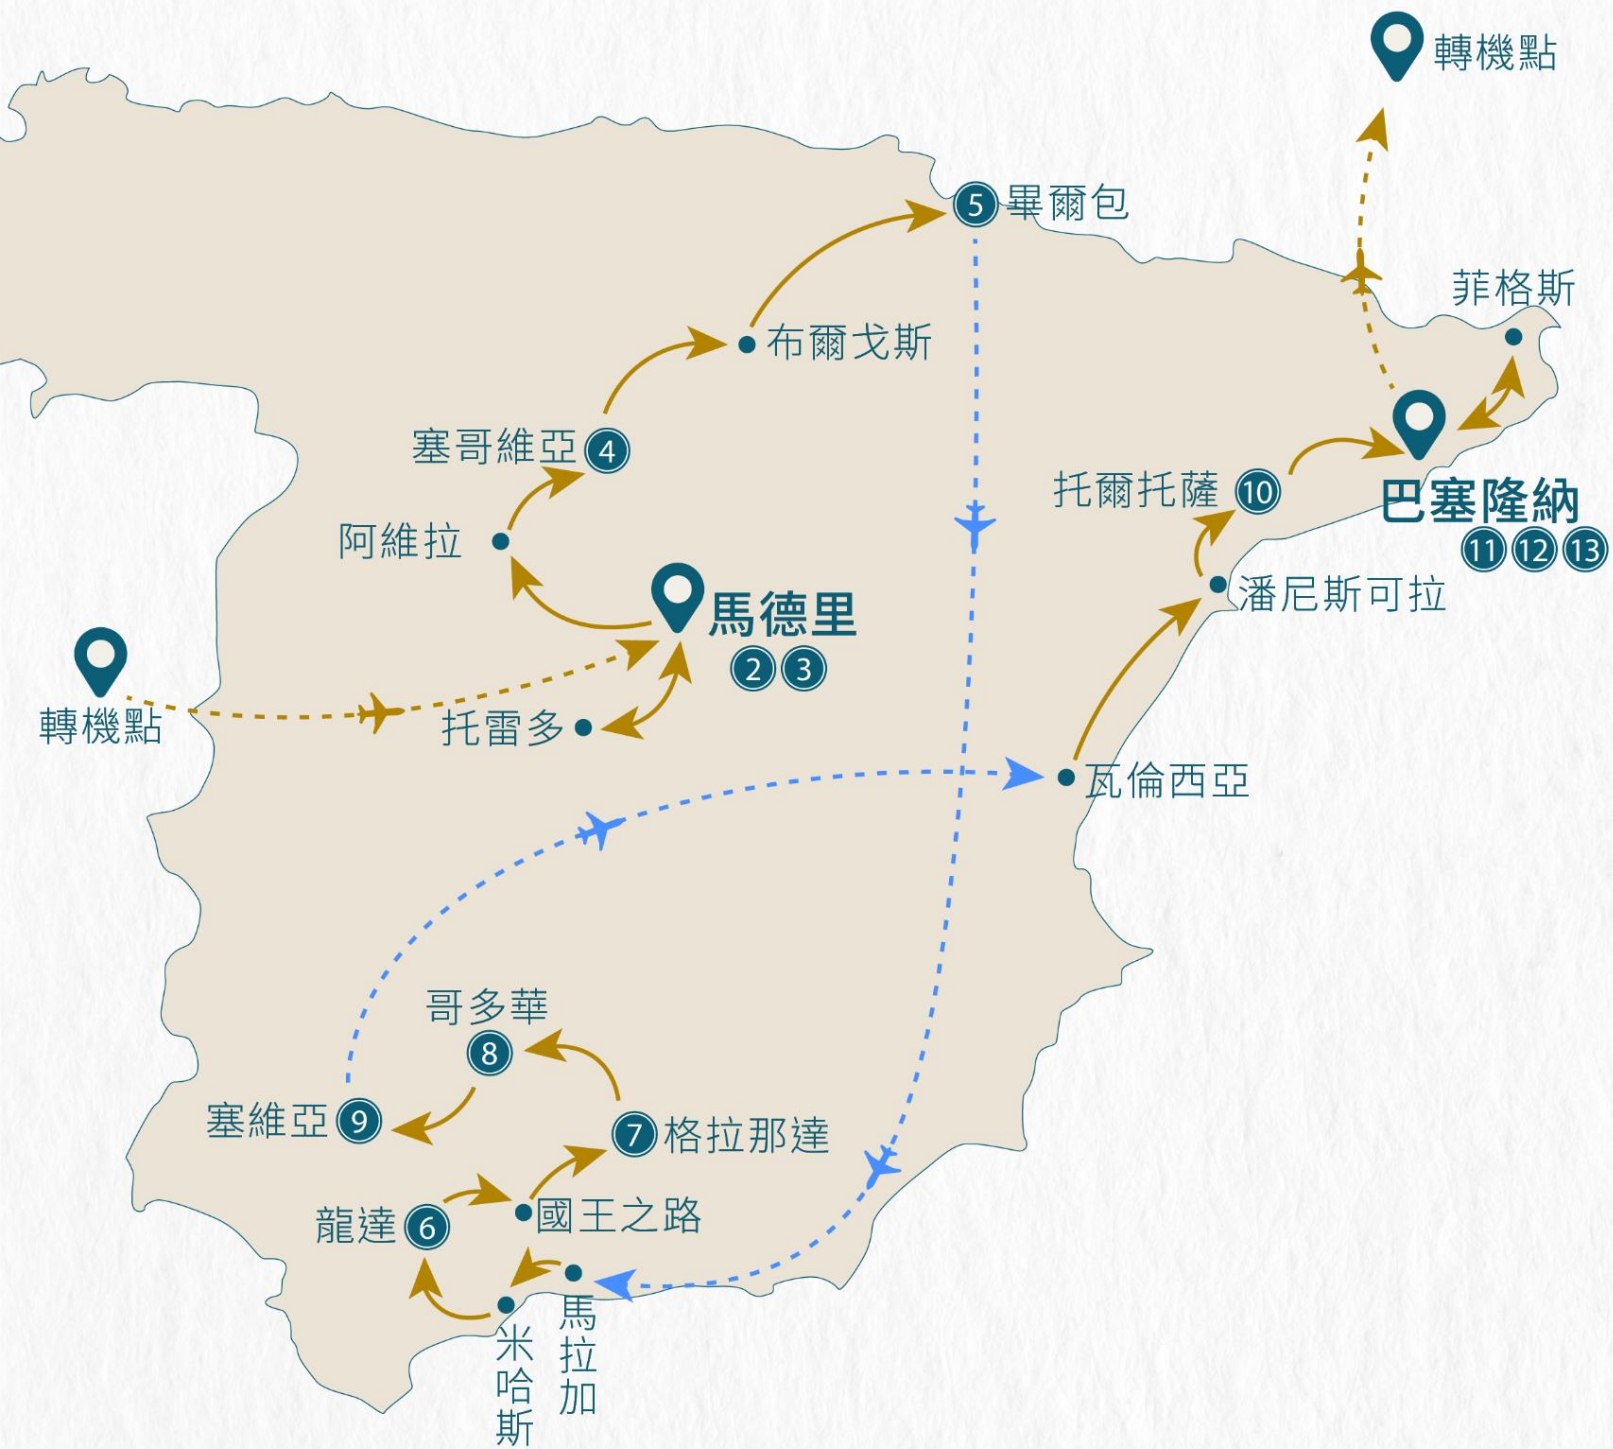 轉機點
菲格斯
5 畢爾包
布爾戈斯
塞哥維亞 4
托爾托薩 10
巴塞隆納
11 12 13
阿維拉
潘尼斯可拉
馬德里
2 3
轉機點
托雷多
瓦倫西亞
哥多華
8
塞維亞 9
7 格拉那達
龍達 6
國王之路
馬拉加
米哈斯